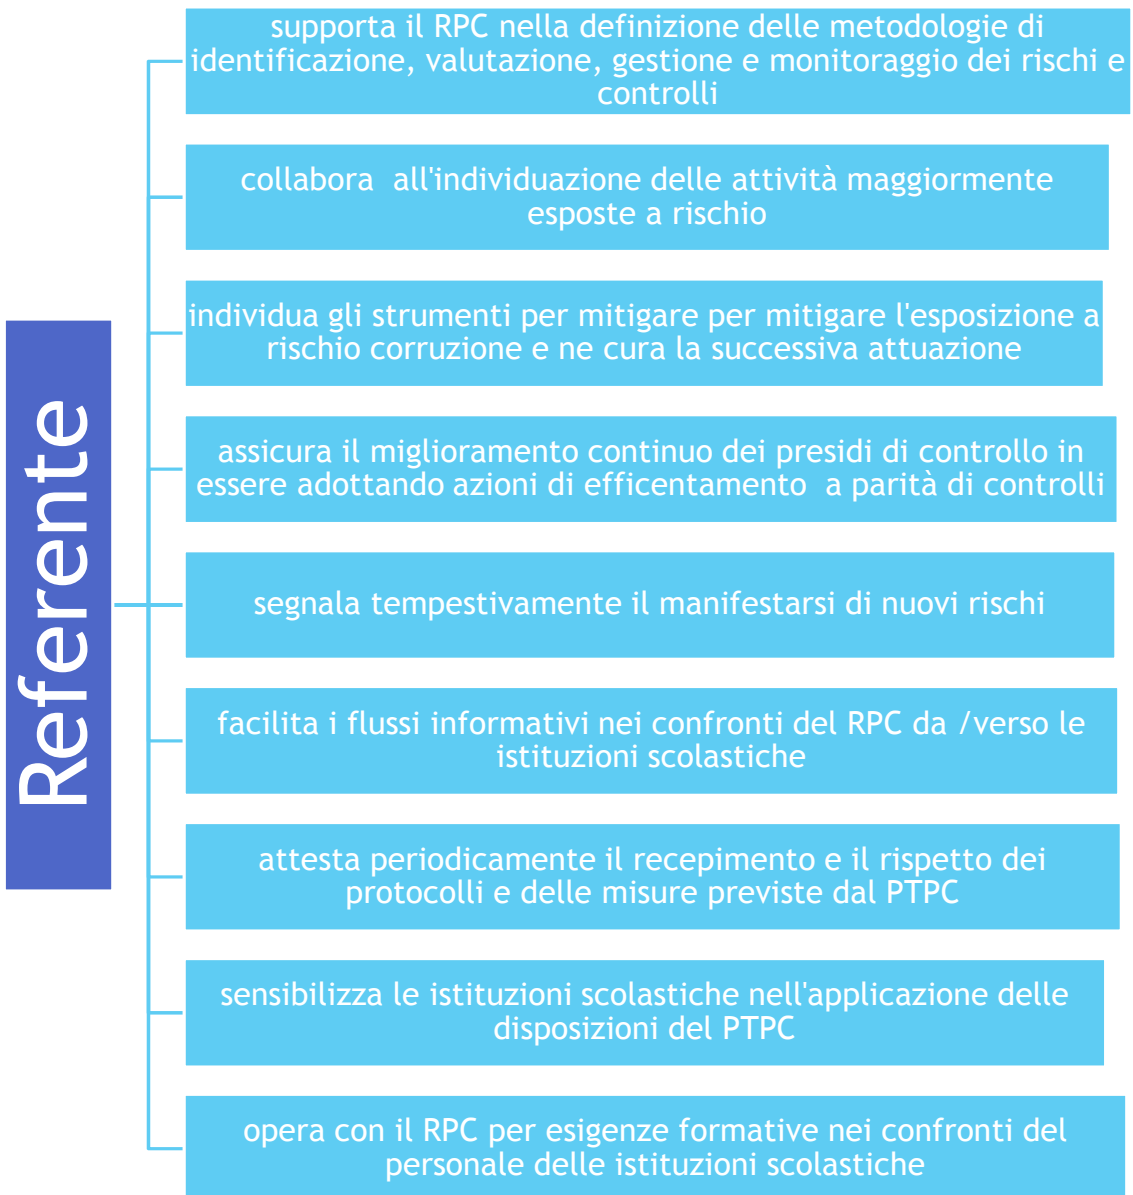 Referente
supporta il RPC nella definizione delle metodologie di
identificazione, valutazione, gestione e monitoraggio dei rischi e
controlli
collabora  all'individuazione delle attività maggiormente
esposte a rischio
individua gli strumenti per mitigare per mitigare l'esposizione a
rischio corruzione e ne cura la successiva attuazione
assicura il miglioramento continuo dei presidi di controllo in
essere adottando azioni di efficentamento  a parità di controlli
segnala tempestivamente il manifestarsi di nuovi rischi
facilita i flussi informativi nei confronti del RPC da /verso le
istituzioni scolastiche
attesta periodicamente il recepimento e il rispetto dei
protocolli e delle misure previste dal PTPC
sensibilizza le istituzioni scolastiche nell'applicazione delle
disposizioni del PTPC
opera con il RPC per esigenze formative nei confronti del
personale delle istituzioni scolastiche